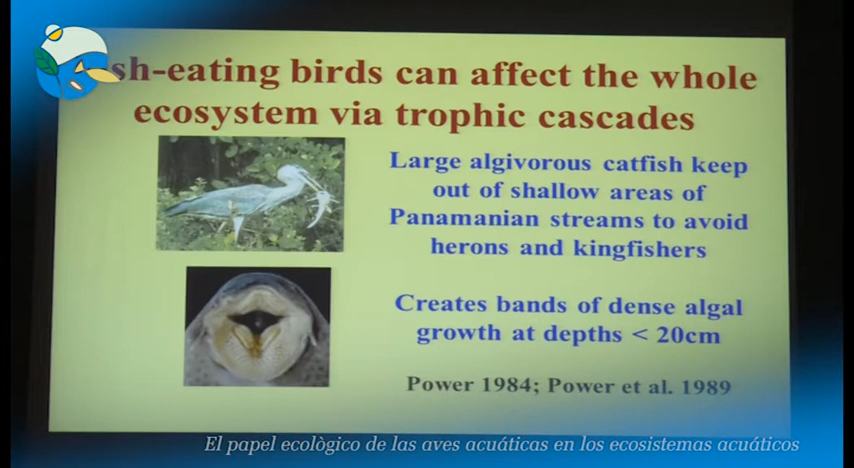 sh-eating birds can affect the whole
ecosystem via trophic cascades
Large algivorous catfish keep
out of shallow areas of
Panamanian streams to avoid
herons and kingfishers
Creates bands of dense algal
growth at depths < 20cm
Power 1984; Power et al. 1989
El papel ecològico de las aves acuáticas en los ecosistemas acuáticos